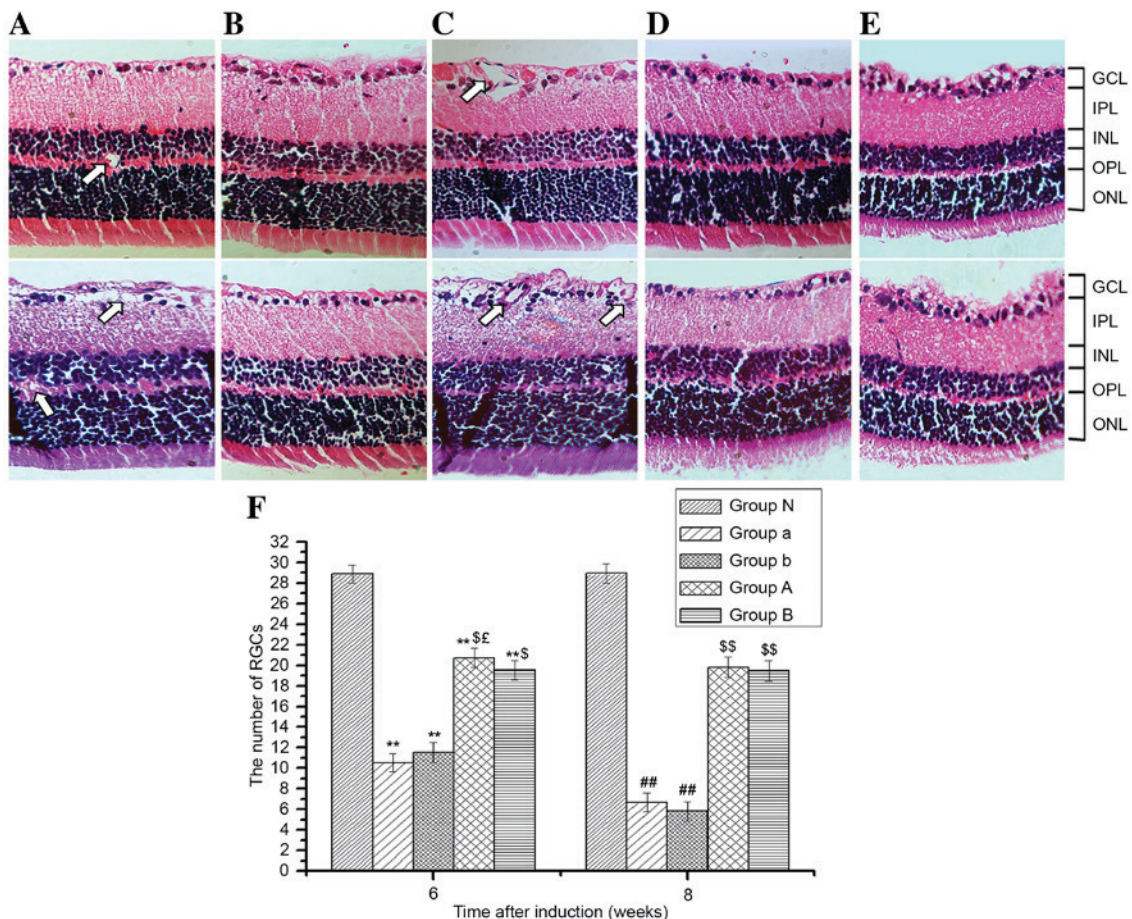 A
B
C
D
E
GCL
IPL
INL
OPL
ONL
GCL
IPL
INL
OPL
ONL
F
Group N
Group a
Group b
Group A
Group B
The number of RGCs
32
30
28
26
24
22
20
18
16
14
12
10
8
6
4
2
0
**
**
** $£
**$
##
##
$$
$$
6
8
Time after induction (weeks)